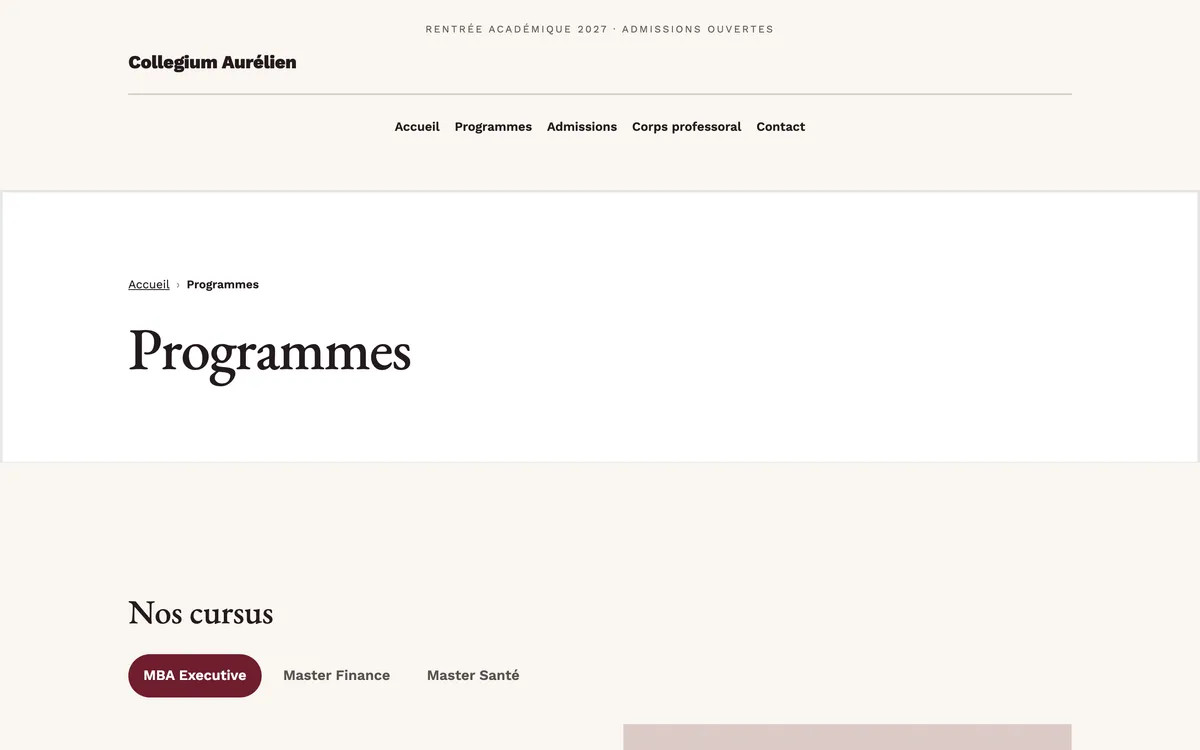 RENTRÉE ACADÉMIQUE 2027 · ADMISSIONS OUVERTES
Collegium Aurélien
Accueil Programmes Admissions Corps professoral Contact
Accueil › Programmes
Programmes
Nos cursus
MBA Executive Master Finance Master Santé